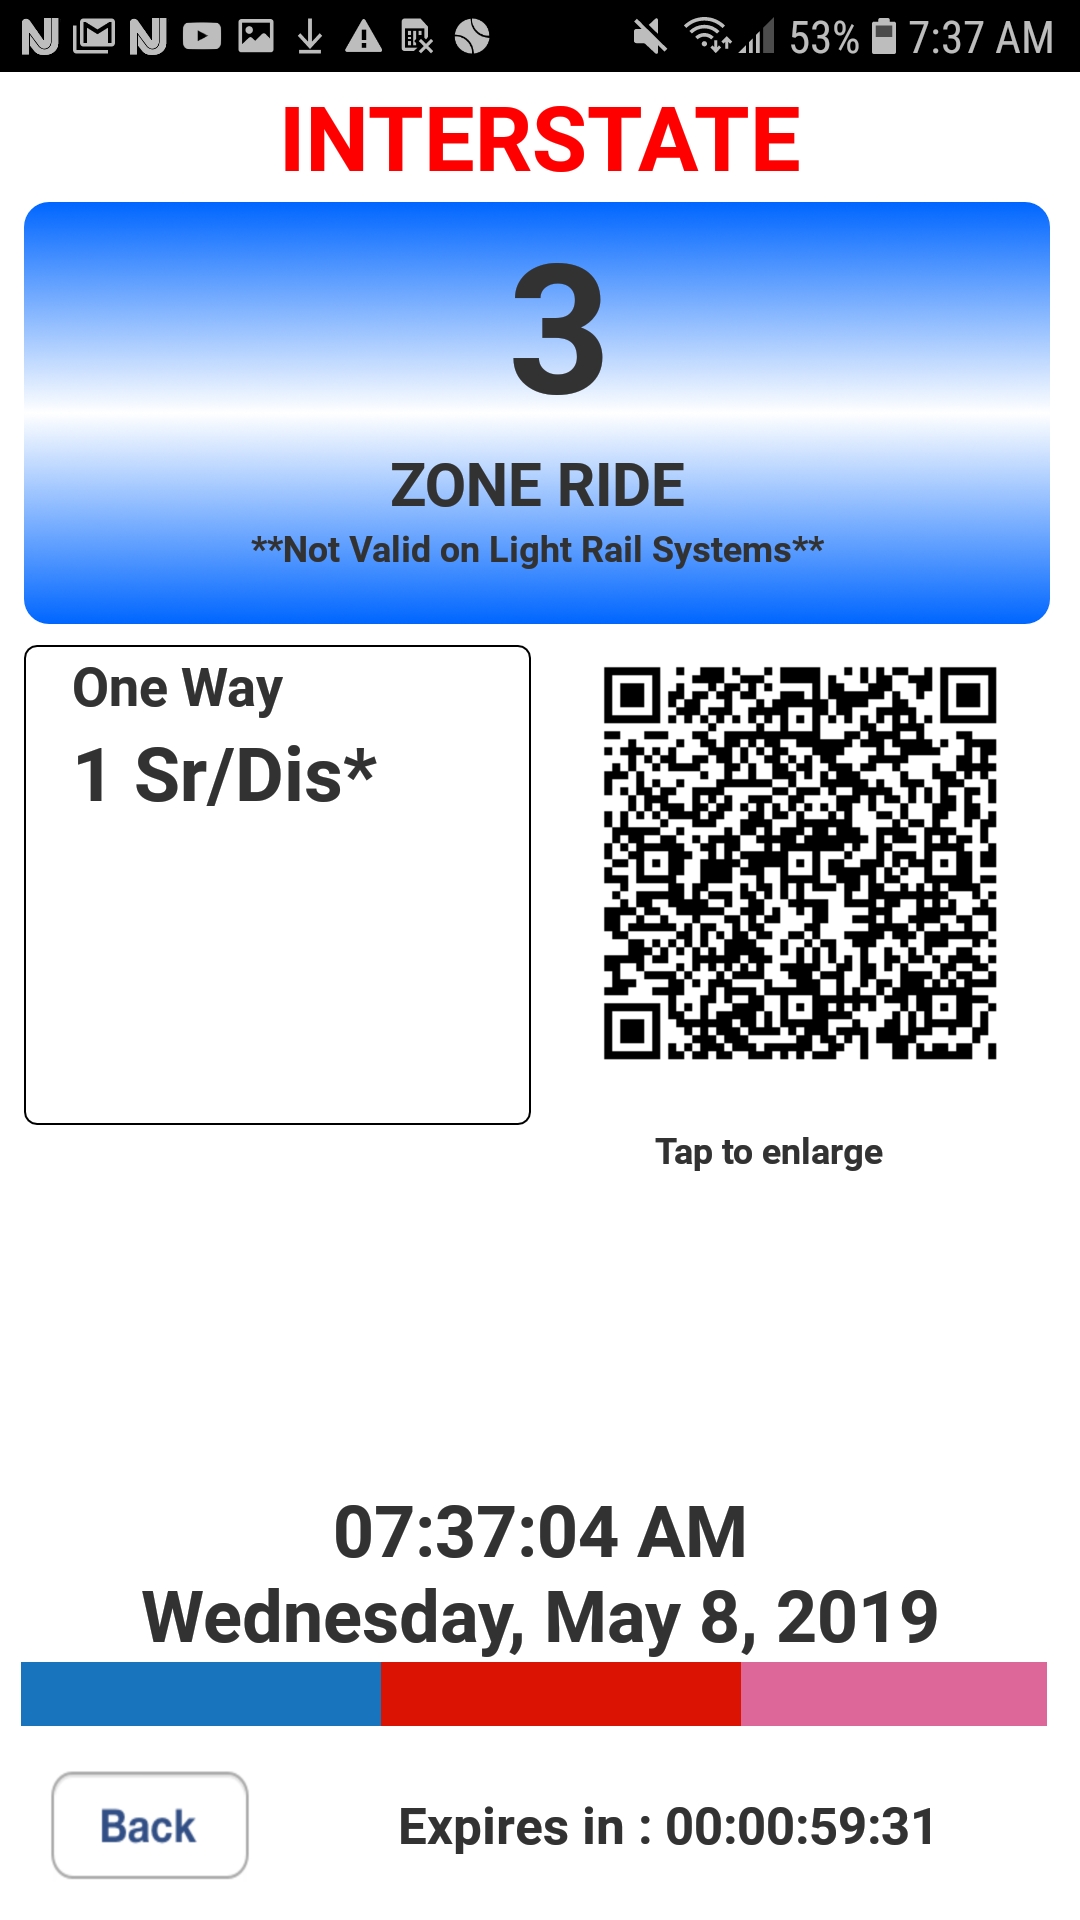 53% 7:37 AM
INTERSTATE
3
ZONE RIDE
**Not Valid on Light Rail Systems**
One Way
1 Sr/Dis*
Tap to enlarge
07:37:04 AM
Wednesday, May 8, 2019
Back
Expires in : 00:00:59:31